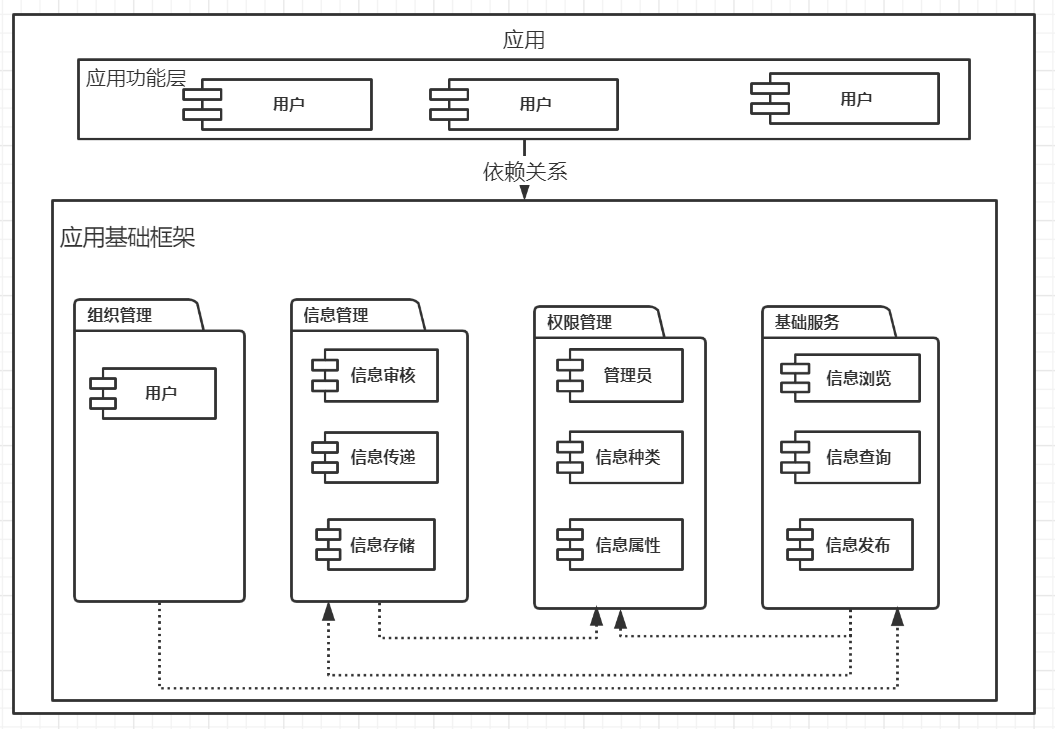 应用
应用功能层
用户
用户
用户
依赖关系
应用基础框架
组织管理
用户
信息管理
信息审核
信息传递
信息存储
权限管理
管理员
信息种类
信息属性
基础服务
信息浏览
信息查询
信息发布